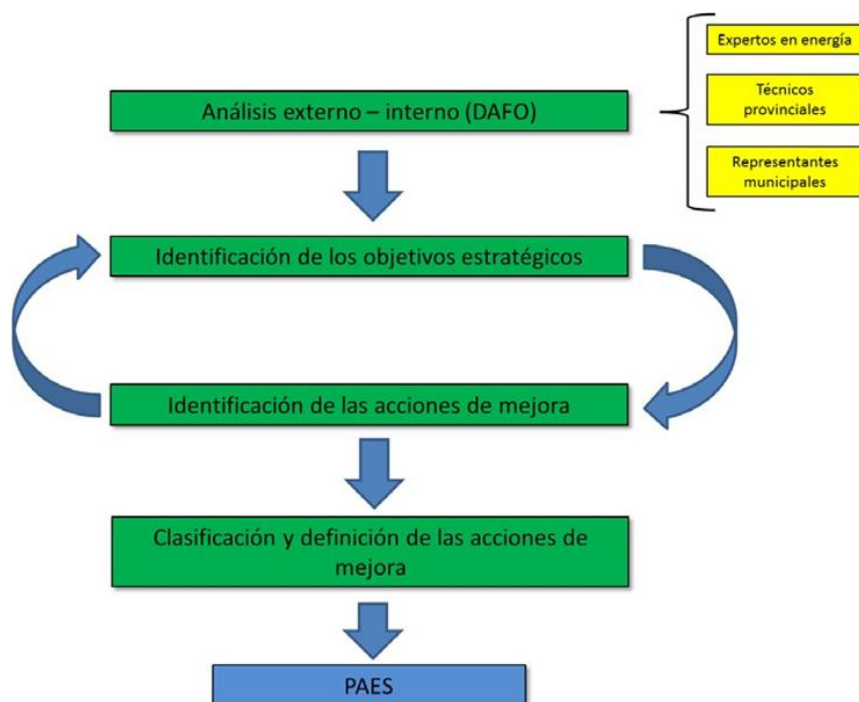 Expertos en energía
Análisis externo – interno (DAFO)
Técnicos
provinciales
Representantes
municipales
Identificación de los objetivos estratégicos
Identificación de las acciones de mejora
Clasificación y definición de las acciones de
mejora
PAES